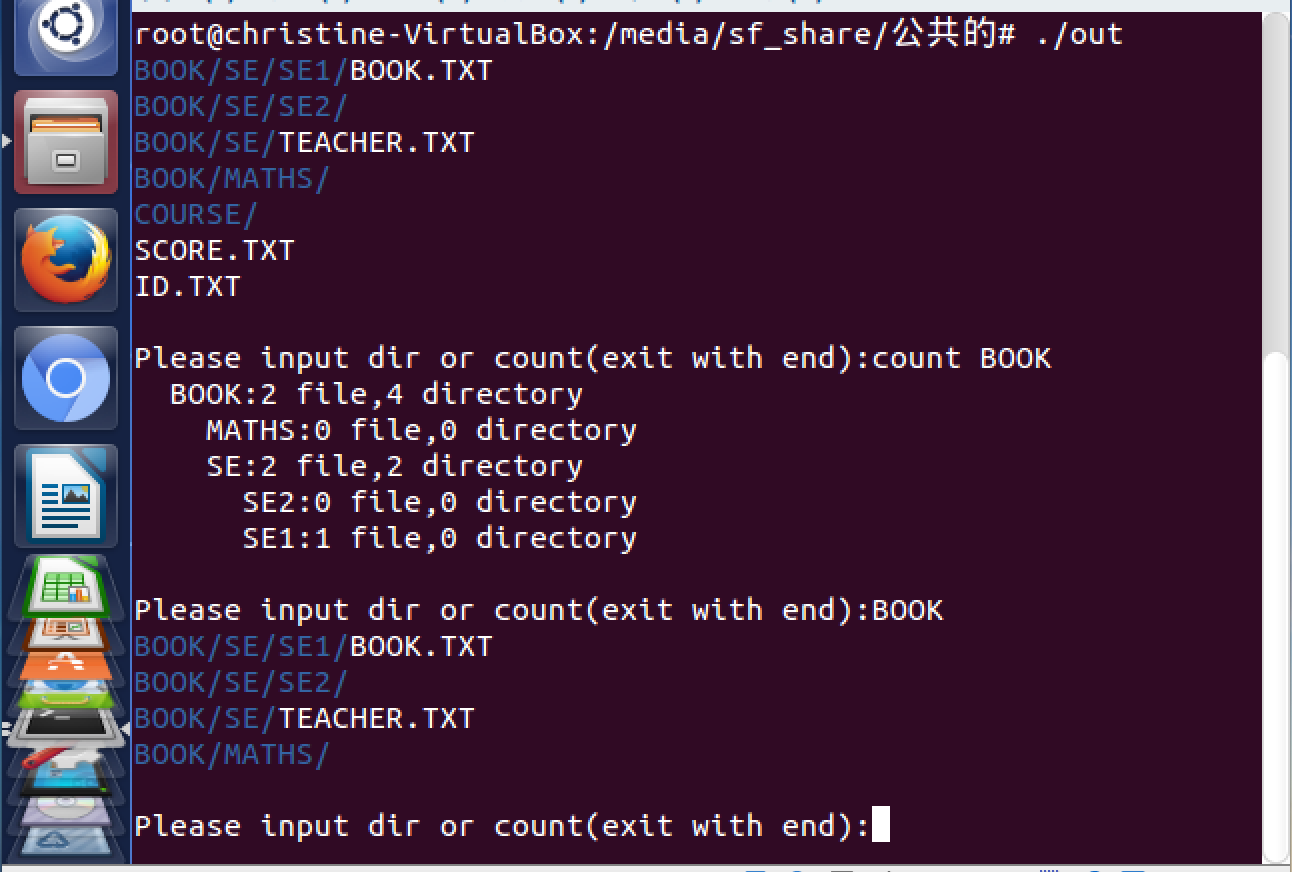 root@christine-VirtualBox:/media/sf_share/公共的# ./out
BOOK/SE/SE1/BOOK.TXT
BOOK/SE/SE2/
BOOK/SE/TEACHER.TXT
BOOK/MATHS/
COURSE/
SCORE.TXT
ID.TXT
Please input dir or count(exit with end):count BOOK
BOOK:2 file,4 directory
MATHS:0 file,0 directory
SE:2 file,2 directory
SE2:0 file,0 directory
SE1:1 file,0 directory
Please input dir or count(exit with end):BOOK
BOOK/SE/SE1/BOOK.TXT
BOOK/SE/SE2/
BOOK/SE/TEACHER.TXT
BOOK/MATHS/
Please input dir or count(exit with end):